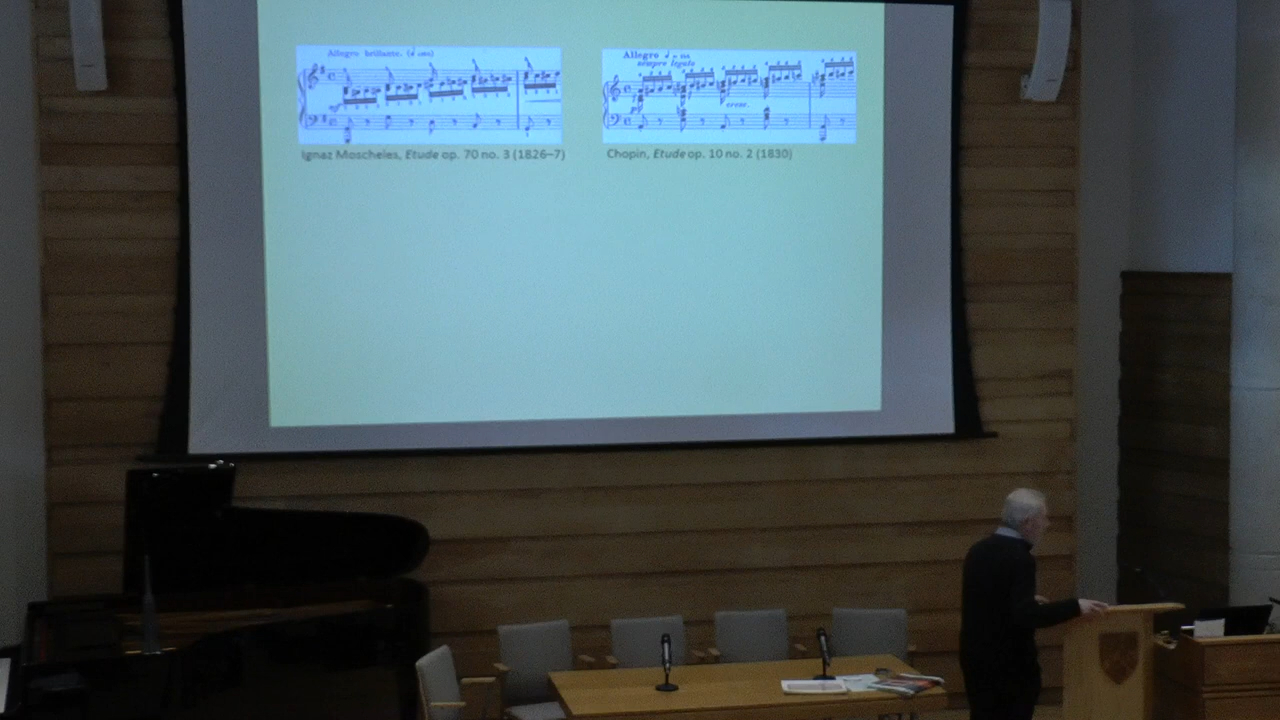 Allegro brillante.
Allegro
sempre legato
cresc.
Ignaz Moscheles, Etude op. 70 no. 3 (1826–7)
Chopin, Etude op. 10 no. 2 (1830)